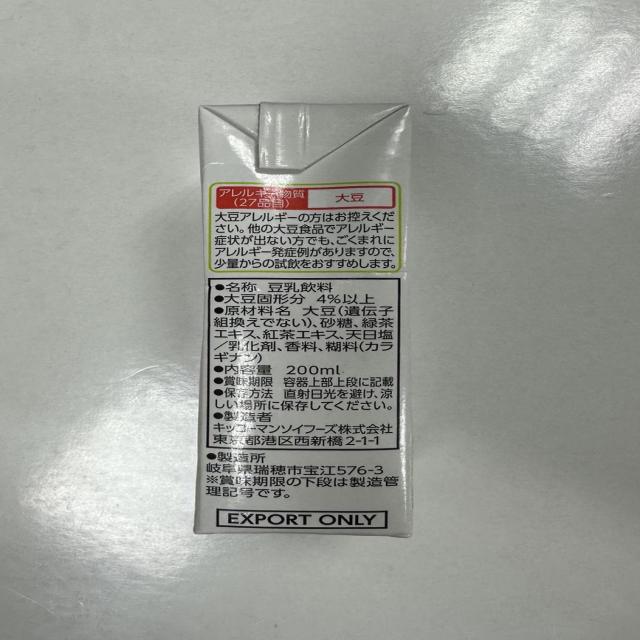 アレルギー物質
(27品目)
大豆
大豆アレルギーの方はお控えくだ
さい。他の大豆食品でアレルギー
症状が出ない方でも、ごくまれに
アレルギー発症例がありますので、
少量からの試飲をおすすめします。
●名称 豆乳飲料
●大豆固形分 4%以上
●原材料名 大豆(遺伝子
組換えでない)、砂糖、緑茶
エキス、紅茶エキス、天日塩
/乳化剤、香料、糊料(カラ
ギナン)
●内容量 200ml
●賞味期限 容器上部上段に記載
●保存方法 直射日光を避け、涼
しい場所に保存してください。
●製造者
キッコーマンソイフーズ株式会社
東京都港区西新橋2-1-1
●製造所
岐阜県瑞穂市宝江576-3
※賞味期限の下段は製造管
理記号です。
EXPORT ONLY